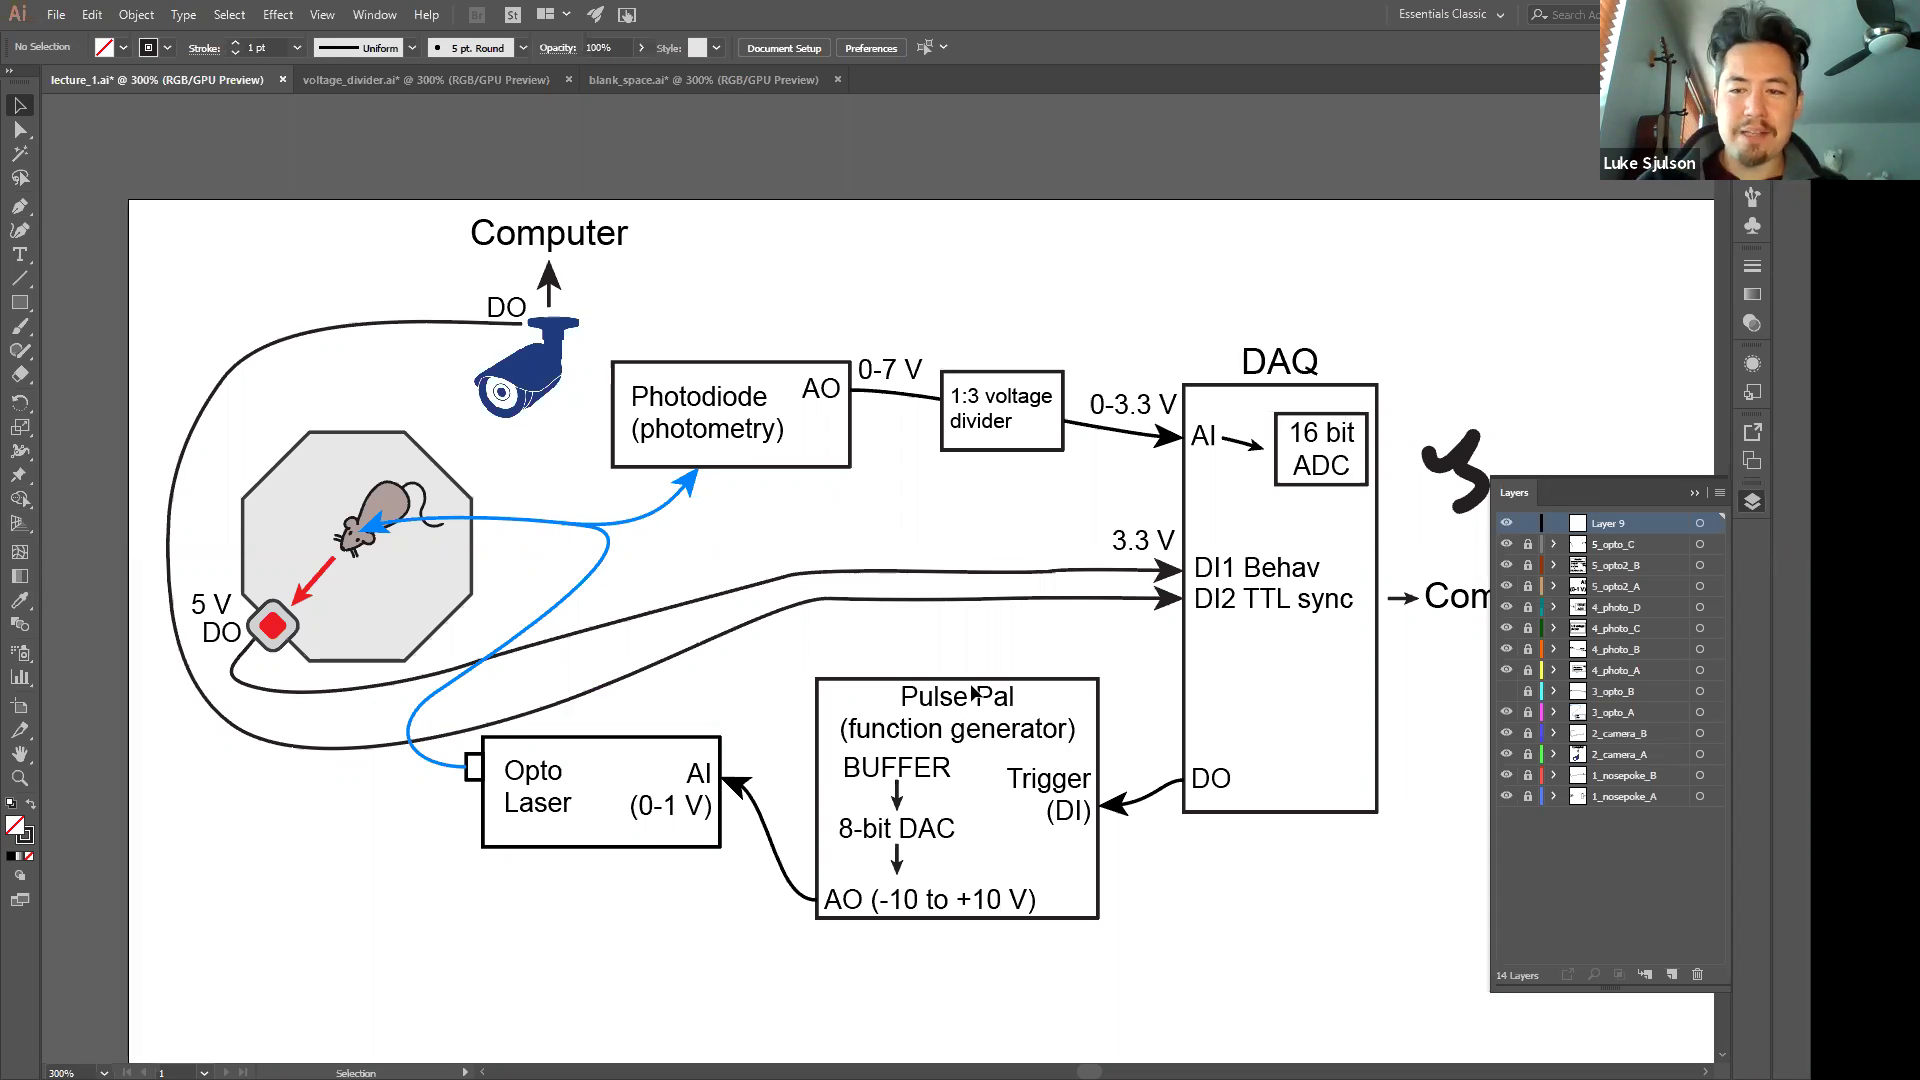 Ai File Edit Object Type Select Effect View Window Help Br St Essentials Classic Search Ad
No Selection Stroke: 1 pt Uniform 5 pt. Round Opacity: 100% Style: Document Setup Preferences
lecture_1.ai* @ 300% (RGB/GPU Preview) × voltage_divider.ai* @ 300% (RGB/GPU Preview) × blank_space.ai* @ 300% (RGB/GPU Preview) ×
Luke Sjulson
Computer
DO
Photodiode
(photometry)
AO
0-7 V
1:3 voltage
divider
0-3.3 V
DAQ
AI
16 bit
ADC
3.3 V
DI1 Behav
DI2 TTL sync
Com
5 V
DO
Pulse Pal
(function generator)
BUFFER
8-bit DAC
AO (-10 to +10 V)
Trigger
(DI)
DO
Opto
Laser
AI
(0-1 V)
Layers
Layer 9
5_opto_C
5_opto2_B
5_opto2_A
4_photo_D
4_photo_C
4_photo_B
4_photo_A
3_opto_B
3_opto_A
2_camera_B
2_camera_A
1_nosepoke_B
1_nosepoke_A
14 Layers
300% 1 Selection